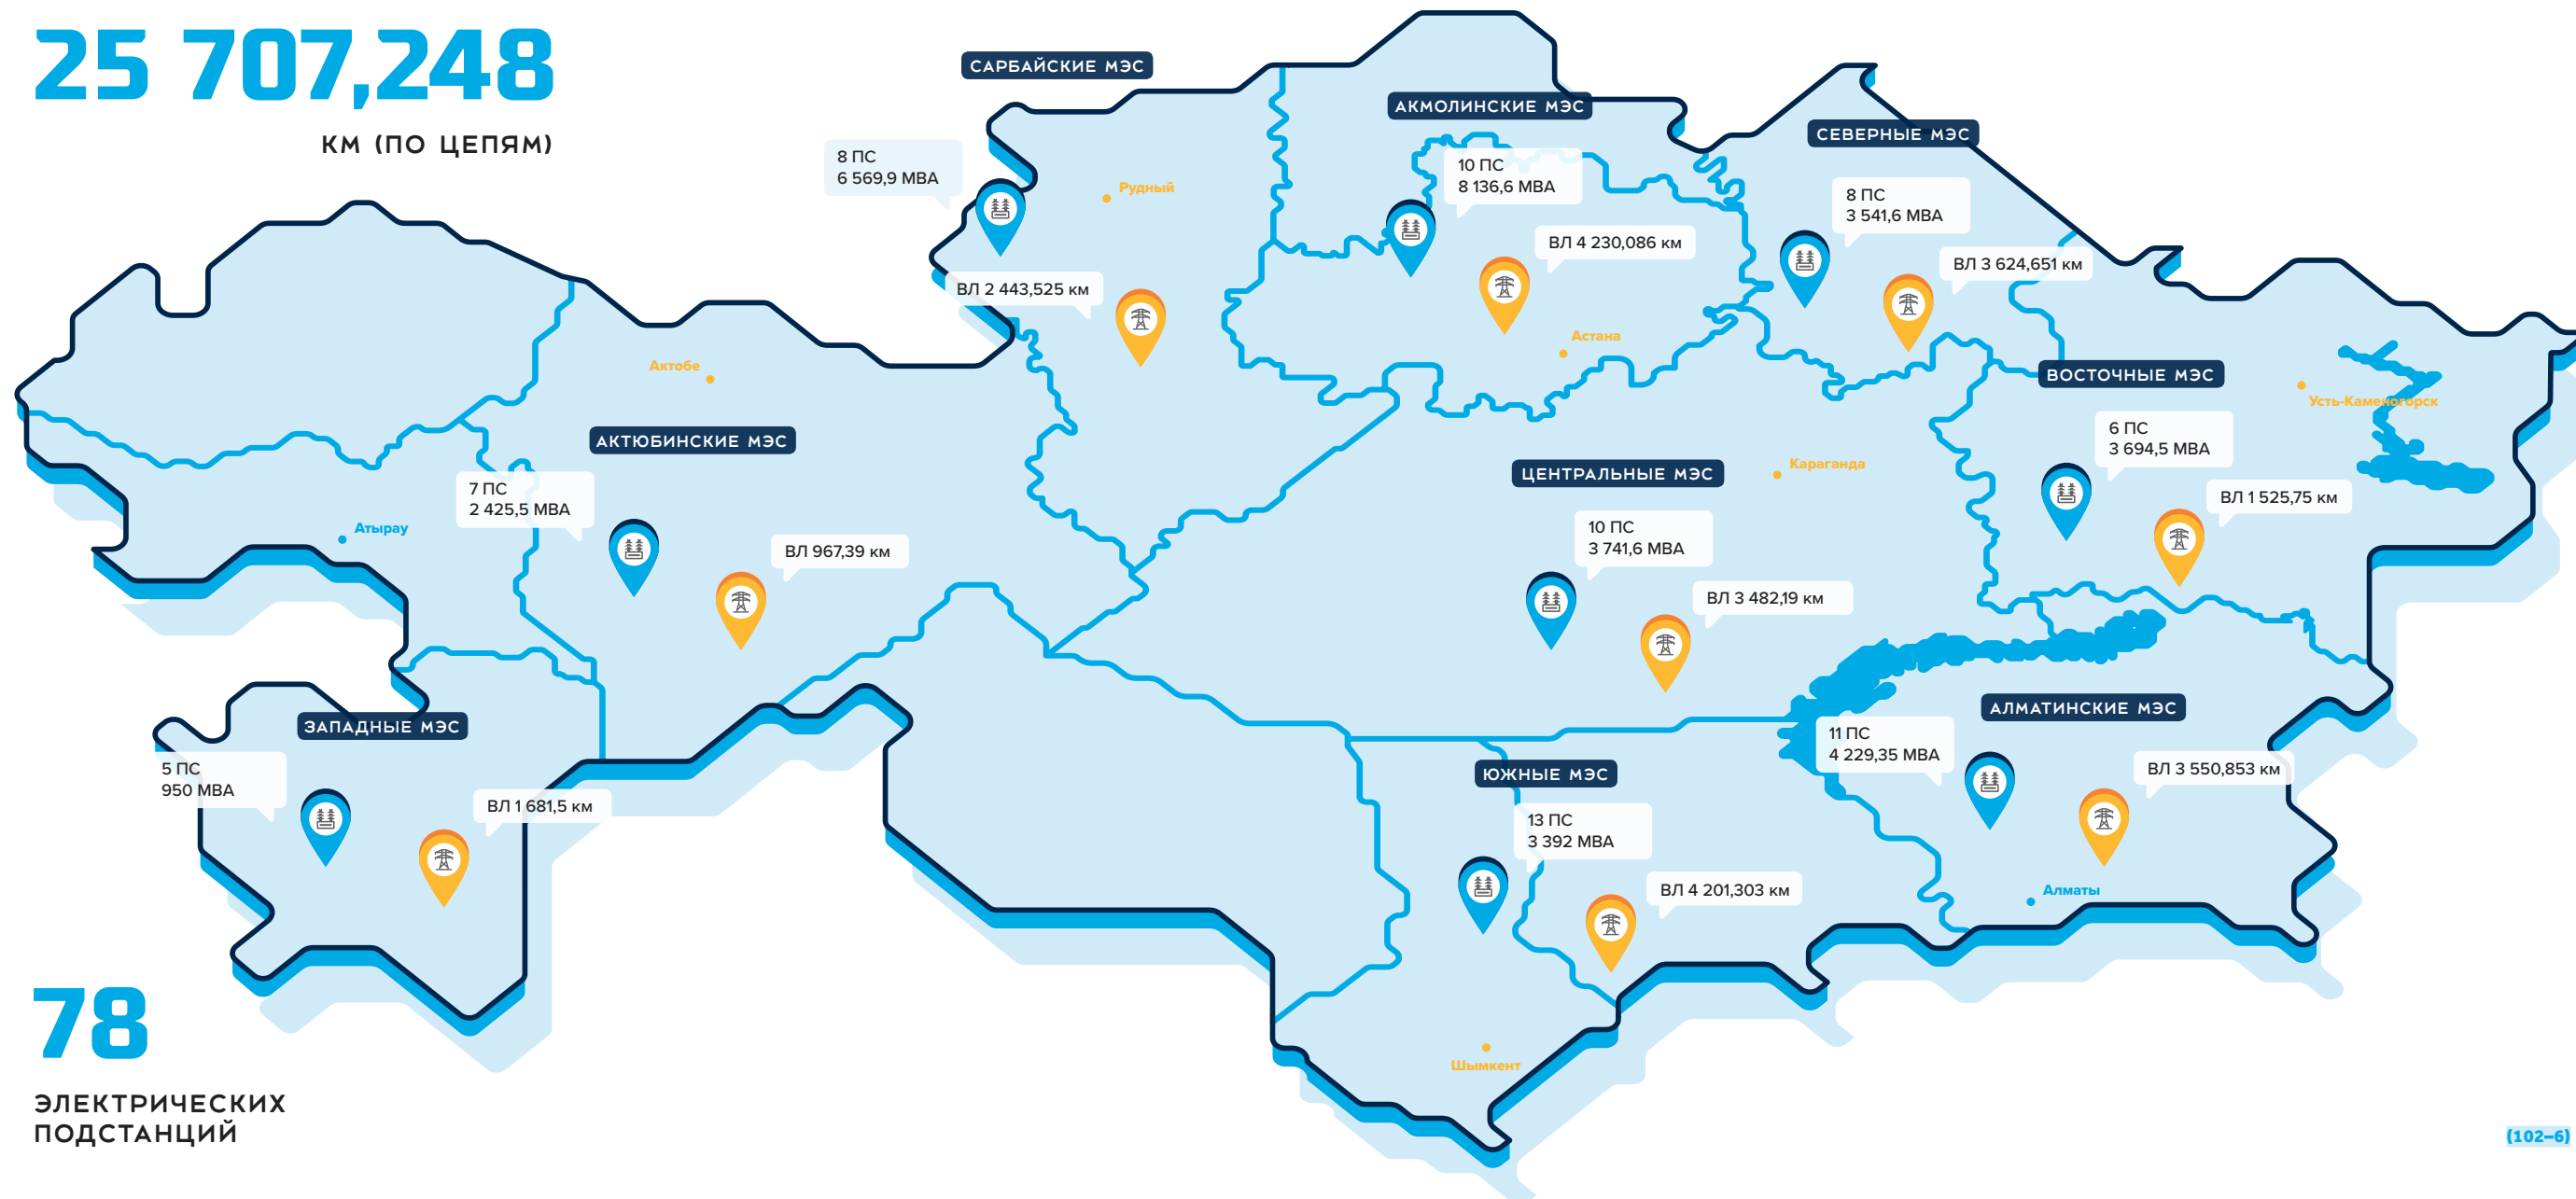 25 707,248
КМ (ПО ЦЕПЯМ)
САРБАЙСКИЕ МЭС
8 ПС
6 569,9 МВА
Рудный
ВЛ 2 443,525 км
АКМОЛИНСКИЕ МЭС
10 ПС
8 136,6 МВА
ВЛ 4 230,086 км
Астана
СЕВЕРНЫЕ МЭС
8 ПС
3 541,6 МВА
ВЛ 3 624,651 км
ВОСТОЧНЫЕ МЭС
Усть-Каменогорск
6 ПС
3 694,5 МВА
ВЛ 1 525,75 км
Актобе
АКТЮБИНСКИЕ МЭС
7 ПС
2 425,5 МВА
ВЛ 967,39 км
Атырау
ЦЕНТРАЛЬНЫЕ МЭС
Караганда
10 ПС
3 741,6 МВА
ВЛ 3 482,19 км
ЗАПАДНЫЕ МЭС
5 ПС
950 МВА
ВЛ 1 681,5 км
ЮЖНЫЕ МЭС
13 ПС
3 392 МВА
ВЛ 4 201,303 км
Шымкент
АЛМАТИНСКИЕ МЭС
11 ПС
4 229,35 МВА
ВЛ 3 550,853 км
Алматы
78
ЭЛЕКТРИЧЕСКИХ
ПОДСТАНЦИЙ
(102–6)